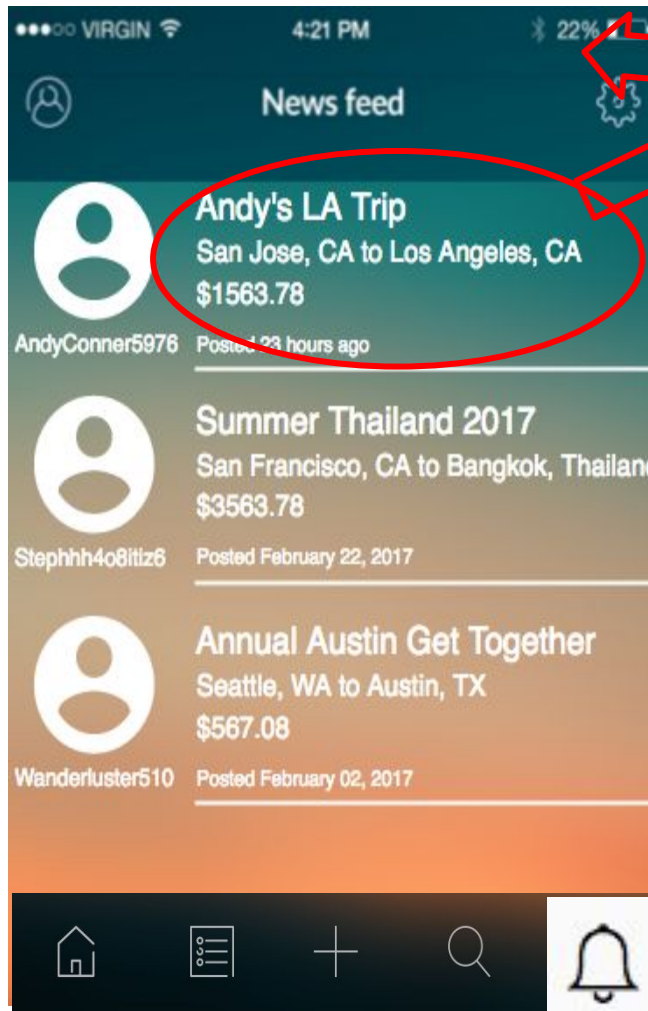 VIRGIN 4:21 PM 22%
News feed
Andy's LA Trip
San Jose, CA to Los Angeles, CA
$1563.78
AndyConner5976 Posted 23 hours ago
Summer Thailand 2017
San Francisco, CA to Bangkok, Thailand
$3563.78
Stephhh4o8itiz6 Posted February 22, 2017
Annual Austin Get Together
Seattle, WA to Austin, TX
$567.08
Wanderluster510 Posted February 02, 2017